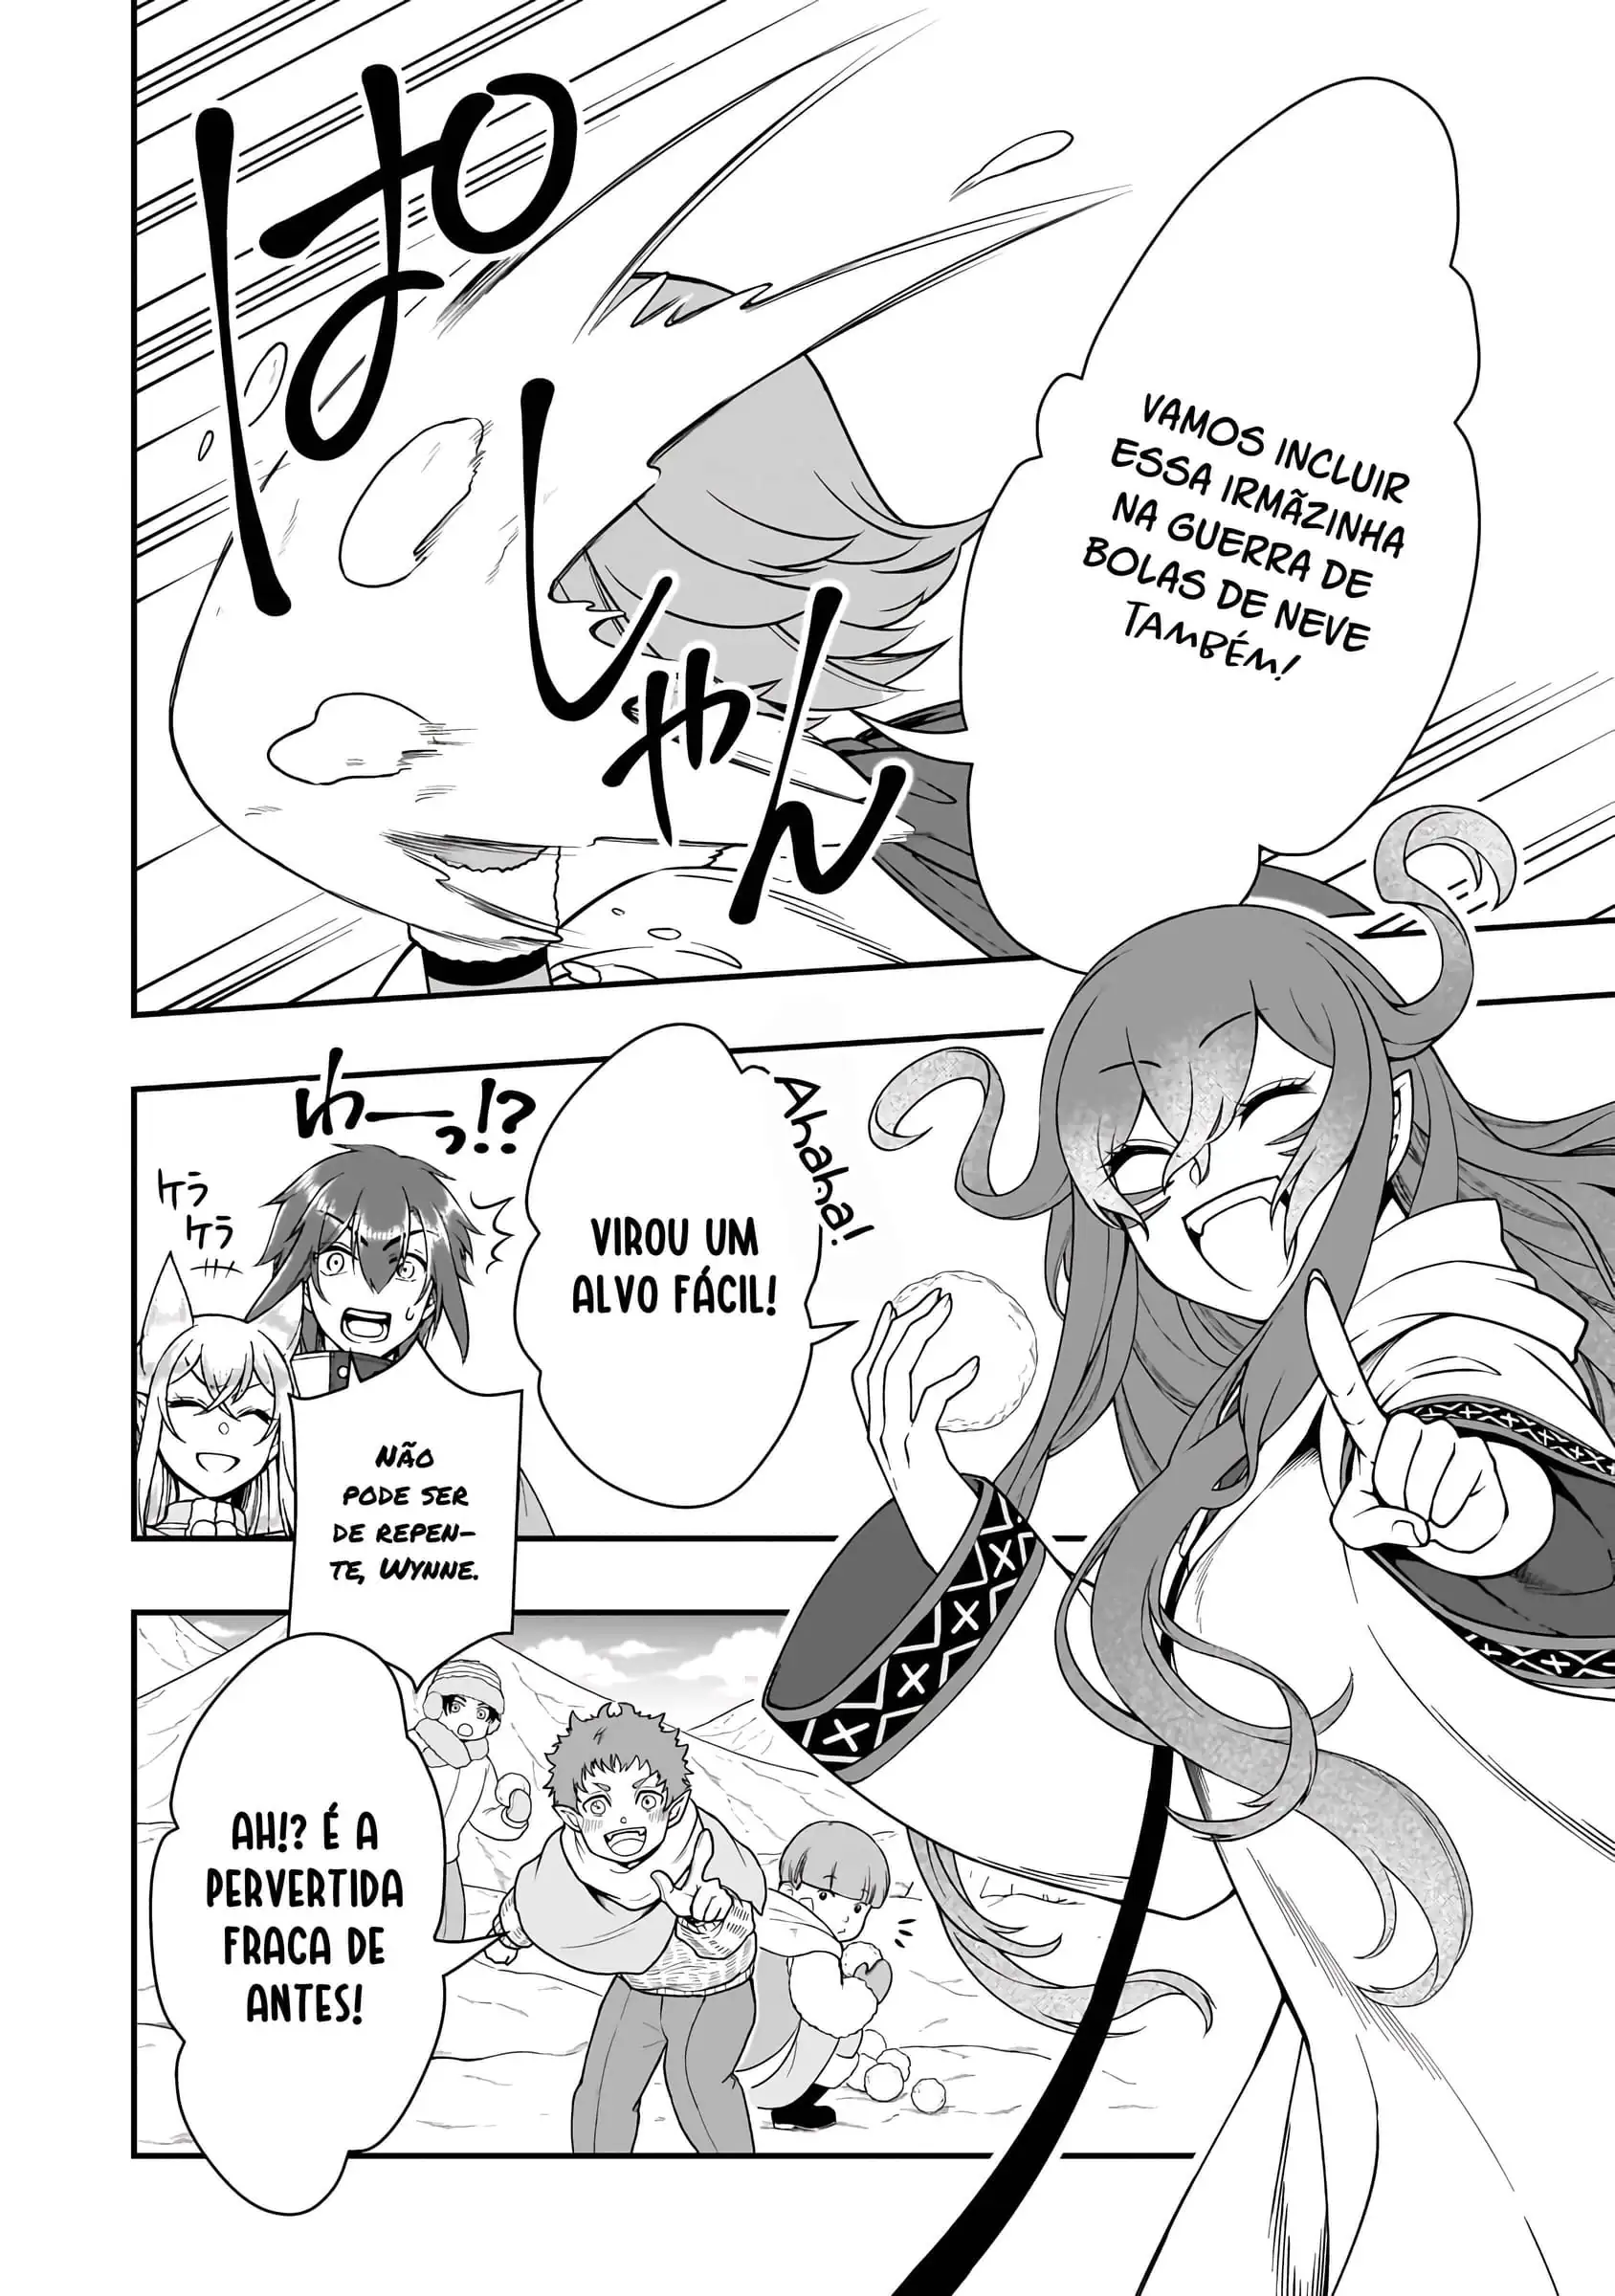 VAMOS INCLUIR
ESSA IRMÃZINHA
NA GUERRA DE
BOLAS DE NEVE
TAMBÉM!
ぱしゃん
Ahaha!
VIROU UM
ALVO FÁCIL!
わーっ!?
ケラ
ケラ
NÃO
PODE SER
DE REPEN-
TE, WYNNE.
AH!? É A
PERVERTIDA
FRACA DE
ANTES!